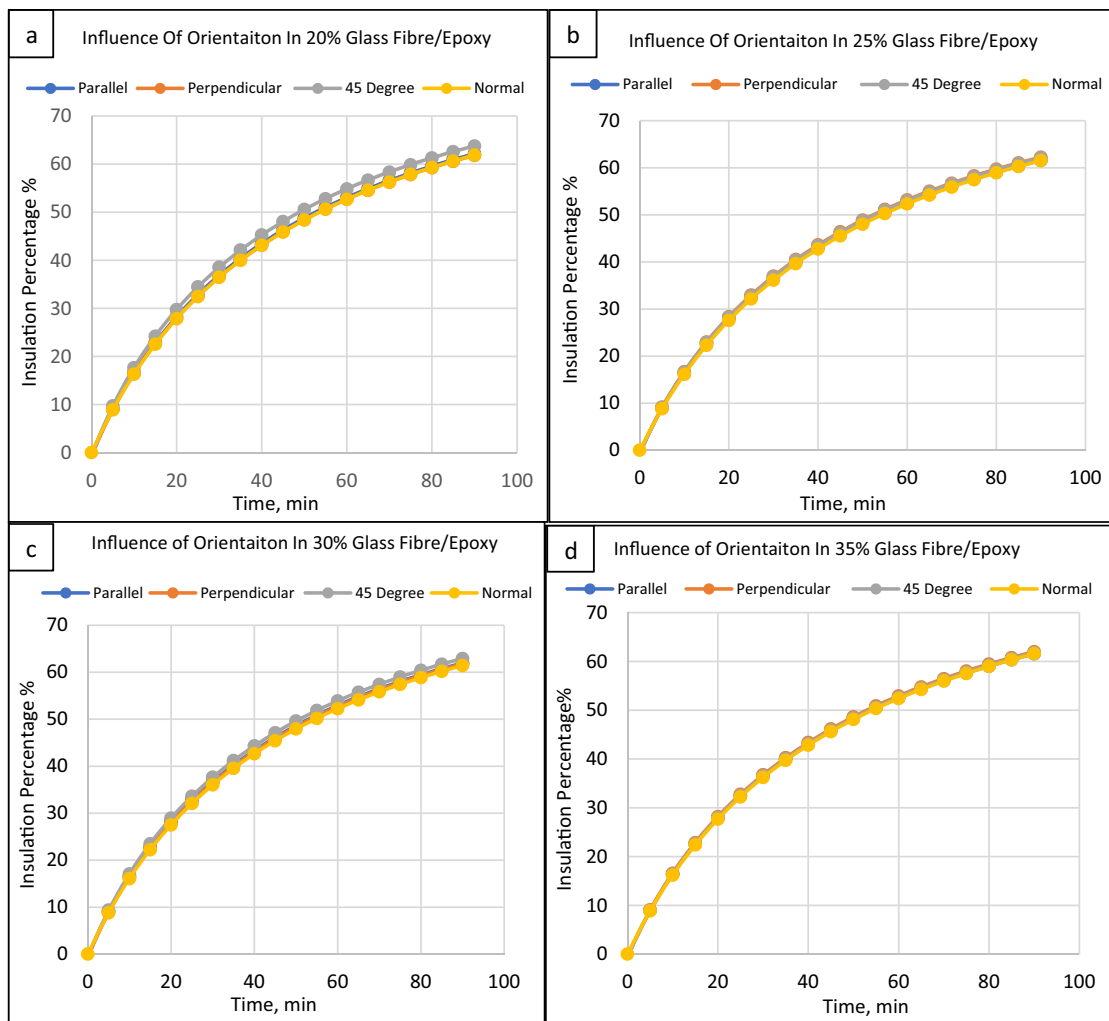 a
Influence Of Orientaiton In 20% Glass Fibre/Epoxy
Parallel Perpendicular 45 Degree Normal
Insulation Percentage %
70
60
50
40
30
20
10
0
0 20 40 60 80 100
Time, min
b
Influence Of Orientaiton In 25% Glass Fibre/Epoxy
Parallel Perpendicular 45 Degree Normal
Insulation Percentage %
70
60
50
40
30
20
10
0
0 20 40 60 80 100
Time, min
c
Influence of Orientaiton In 30% Glass Fibre/Epoxy
Parallel Perpendicular 45 Degree Normal
Insulation Percentage %
70
60
50
40
30
20
10
0
0 20 40 60 80 100
Time, min
d
Influence of Orientaiton In 35% Glass Fibre/Epoxy
Parallel Perpendicular 45 Degree Normal
Insulation Percentage%
70
60
50
40
30
20
10
0
0 20 40 60 80 100
Time, min